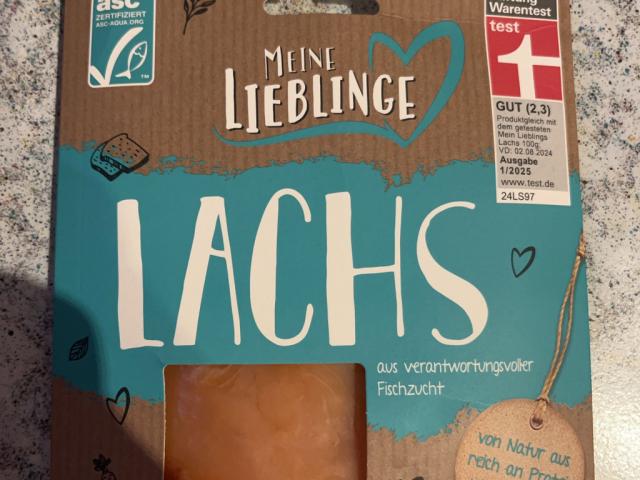 asc
ZERTIFIZIERT
ASC-AQUA.ORG
TM
MEINE
LIEBLINGE
Warentest
test
GUT (2,3)
Produktgleich mit
dem getesteten
Mein Lieblings
Lachs 100g;
VD: 02.08.2024
Ausgabe
1/2025
www.test.de
24LS97
LACHS
aus verantwortungsvoller
Fischzucht
von Natur aus
reich an